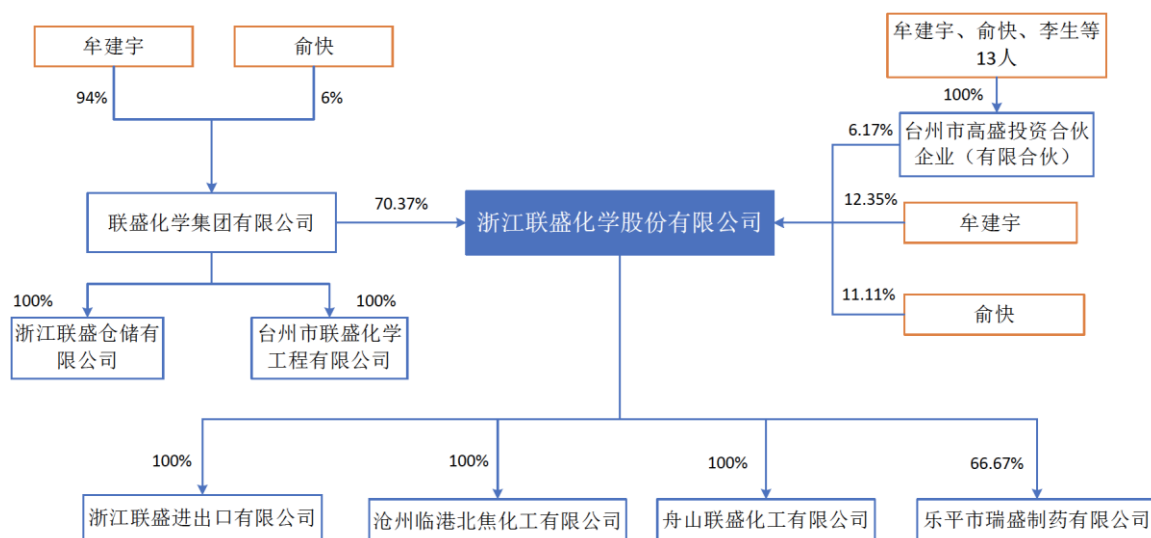 牟建宇
俞快
牟建宇、俞快、李生等
13人
94%
6%
100%
6.17%
台州市高盛投资合伙
企业（有限合伙）
联盛化学集团有限公司
70.37%
浙江联盛化学股份有限公司
12.35%
牟建宇
11.11%
俞快
100%
100%
浙江联盛仓储有
限公司
台州市联盛化学
工程有限公司
100%
100%
100%
66.67%
浙江联盛进出口有限公司
沧州临港北焦化工有限公司
舟山联盛化工有限公司
乐平市瑞盛制药有限公司